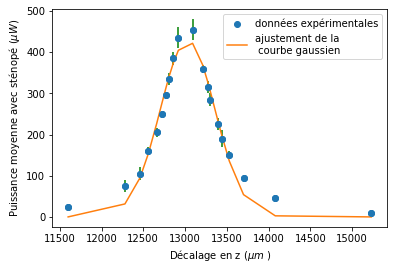 données expérimentales
ajustement de la
courbe gaussien
Puissance moyenne avec sténopé (μW)
500
400
300
200
100
0
11500 12000 12500 13000 13500 14000 14500 15000
Décalage en z (μm )